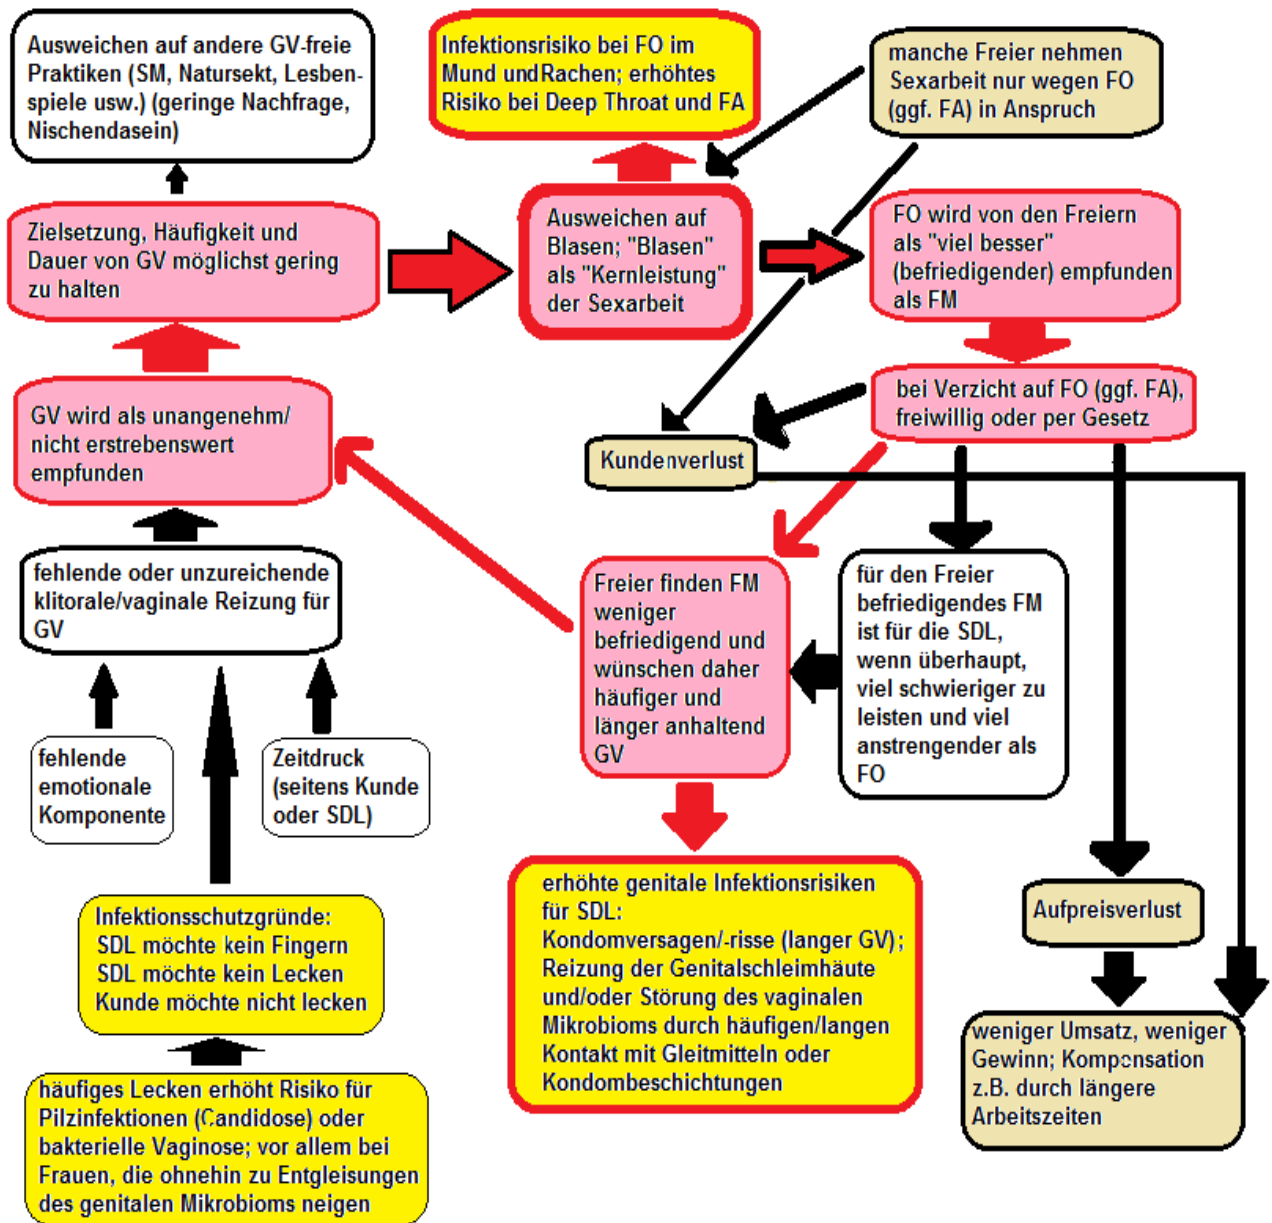 Ausweichen auf andere GV-freie
Praktiken (SM, Natursekt, Lesben-
spiele usw.) (geringe Nachfrage,
Nischendasein)
Infektionsrisiko bei FO im
Mund undRachen; erhöhtes
Risiko bei Deep Throat und FA
manche Freier nehmen
Sexarbeit nur wegen FO
(ggf. FA) in Anspruch
Zielsetzung, Häufigkeit und
Dauer von GV möglichst gering
zu halten
Ausweichen auf
Blasen; "Blasen"
als "Kernleistung"
der Sexarbeit
FO wird von den Freiern
als "viel besser"
(befriedigender) empfunden
als FM
GV wird als unangenehm/
nicht erstrebenswert
empfunden
bei Verzicht auf FO (ggf. FA),
freiwillig oder per Gesetz
Kundenverlust
fehlende oder unzureichende
klitorale/vaginale Reizung für
GV
Freier finden FM
weniger
befriedigend und
wünschen daher
häufiger und
länger anhaltend
GV
für den Freier
befriedigendes FM
ist für die SDL,
wenn überhaupt,
viel schwieriger zu
leisten und viel
anstrengender als
FO
fehlende
emotionale
Komponente
Zeitdruck
(seitens Kunde
oder SDL)
Infektionsschutzgründe:
SDL möchte kein Fingern
SDL möchte kein Lecken
Kunde möchte nicht lecken
erhöhte genitale Infektionsrisiken
für SDL:
Kondomversagen/-risse (langer GV);
Reizung der Genitalschleimhäute
und/oder Störung des vaginalen
Mikrobioms durch häufigen/langen
Kontakt mit Gleitmitteln oder
Kondombeschichtungen
Aufpreisverlust
weniger Umsatz, weniger
Gewinn; Kompensation
z.B. durch längere
Arbeitszeiten
häufiges Lecken erhöht Risiko für
Pilzinfektionen (Candidose) oder
bakterielle Vaginose; vor allem bei
Frauen, die ohnehin zu Entgleisungen
des genitalen Mikrobioms neigen